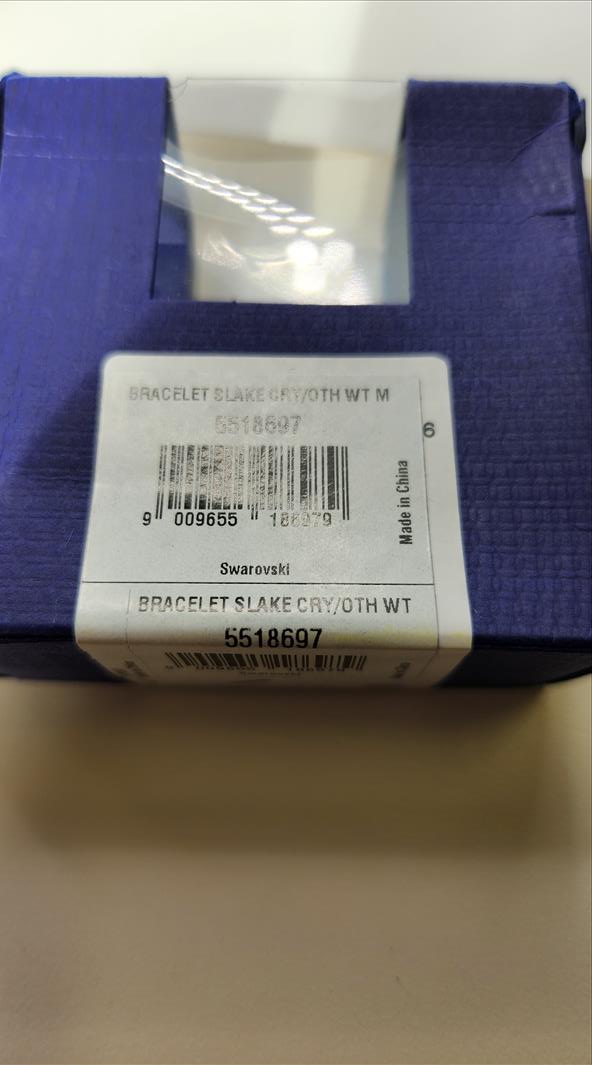 BRACELET SLAKE CRY/OTH WT M
5518697
6
9 009655 186979
Made in China
Swarovski
BRACELET SLAKE CRY/OTH WT
5518697
Swarovski